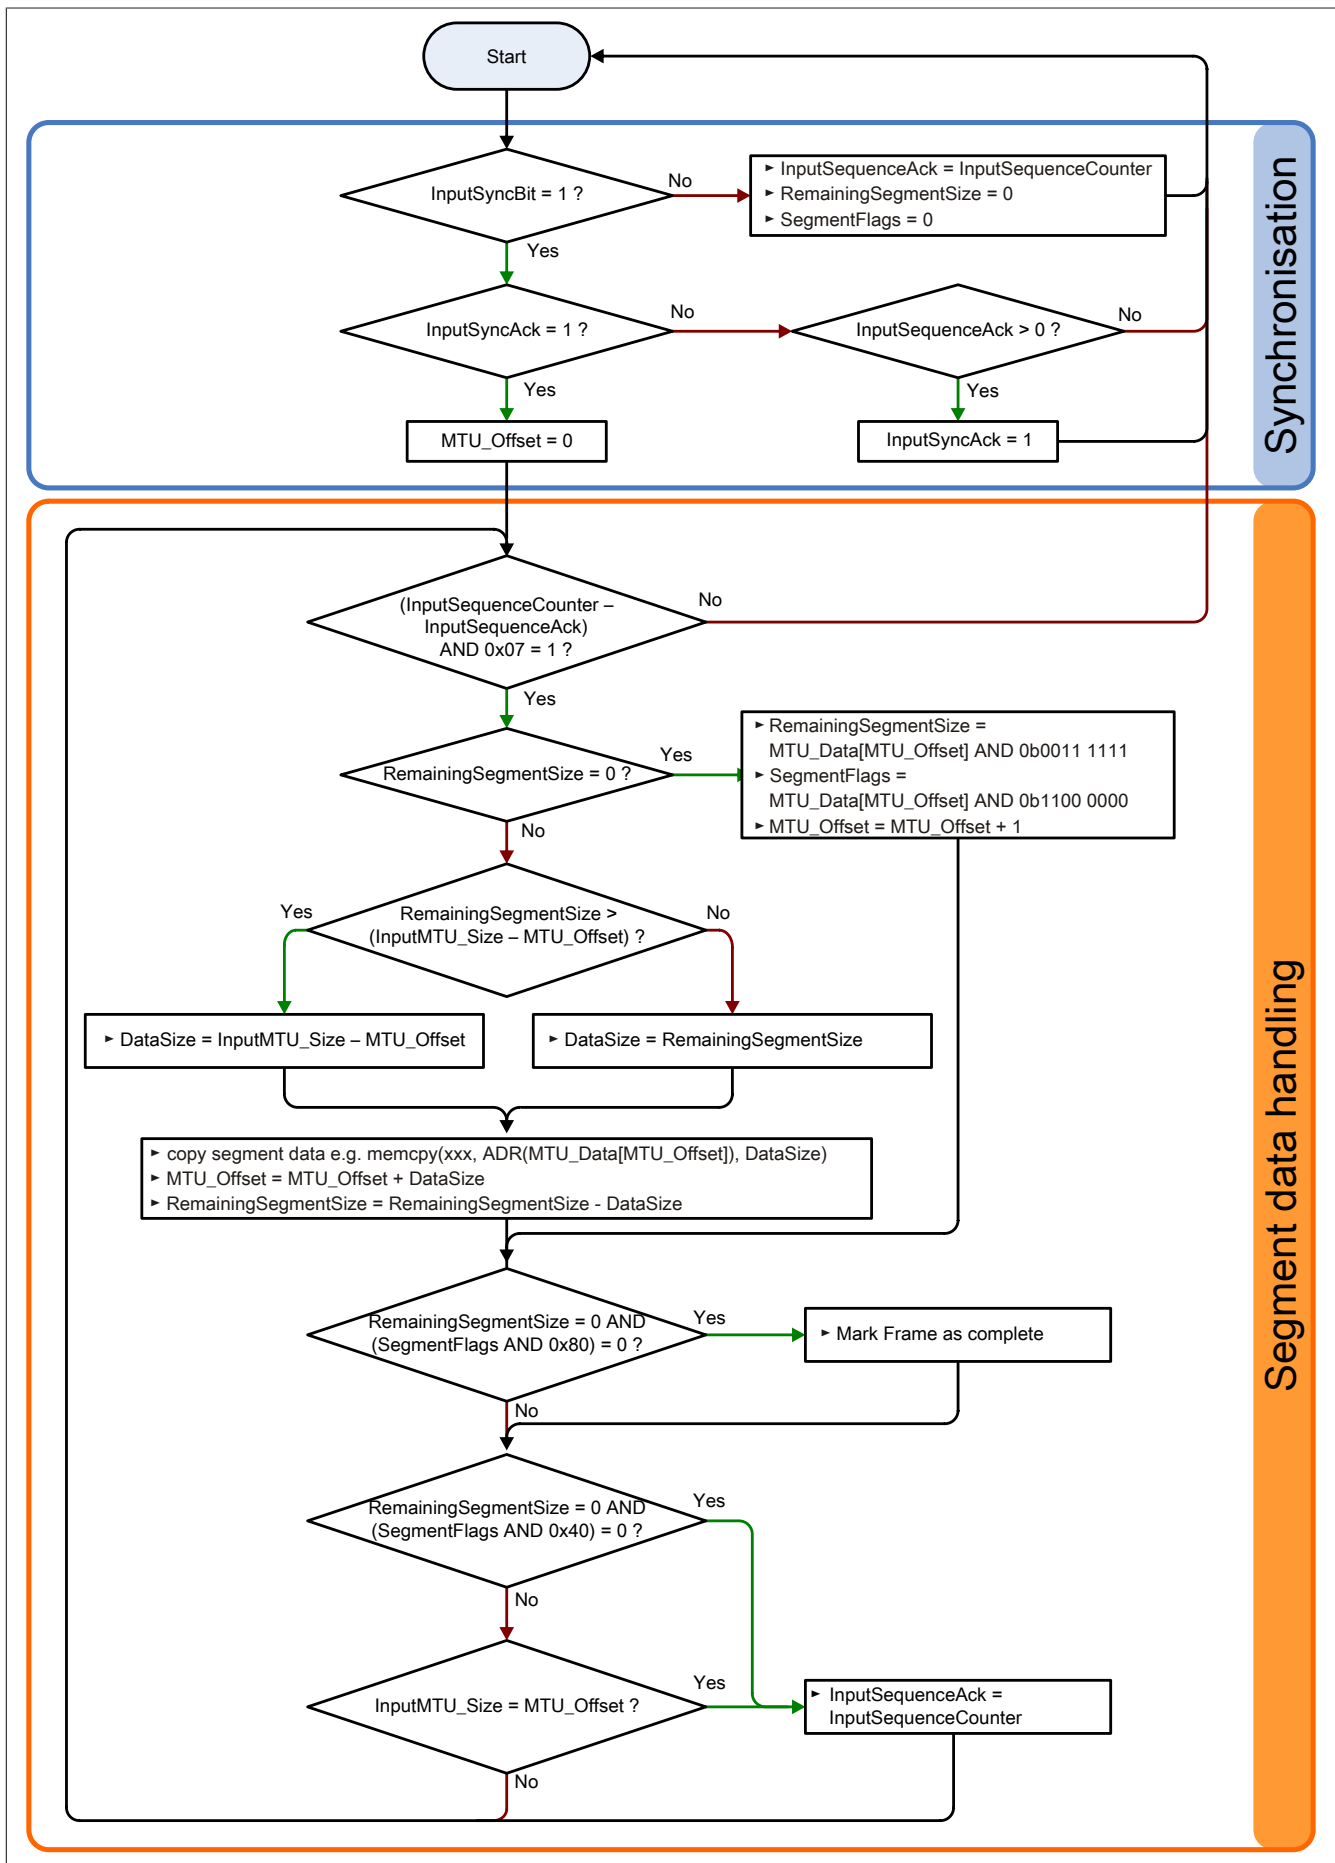 Start
Synchronisation
InputSyncBit = 1 ?
No
► InputSequenceAck = InputSequenceCounter
► RemainingSegmentSize = 0
► SegmentFlags = 0
Yes
InputSyncAck = 1 ?
No
InputSequenceAck > 0 ?
No
Yes
Yes
MTU_Offset = 0
InputSyncAck = 1
Segment data handling
(InputSequenceCounter –
InputSequenceAck)
AND 0x07 = 1 ?
No
Yes
RemainingSegmentSize = 0 ?
Yes
► RemainingSegmentSize =
MTU_Data[MTU_Offset] AND 0b0011 1111
► SegmentFlags =
MTU_Data[MTU_Offset] AND 0b1100 0000
► MTU_Offset = MTU_Offset + 1
No
RemainingSegmentSize >
(InputMTU_Size – MTU_Offset) ?
Yes
No
► DataSize = InputMTU_Size – MTU_Offset
► DataSize = RemainingSegmentSize
► copy segment data e.g. memcpy(xxx, ADR(MTU_Data[MTU_Offset]), DataSize)
► MTU_Offset = MTU_Offset + DataSize
► RemainingSegmentSize = RemainingSegmentSize - DataSize
RemainingSegmentSize = 0 AND
(SegmentFlags AND 0x80) = 0 ?
Yes
► Mark Frame as complete
No
RemainingSegmentSize = 0 AND
(SegmentFlags AND 0x40) = 0 ?
Yes
No
InputMTU_Size = MTU_Offset ?
Yes
► InputSequenceAck =
InputSequenceCounter
No